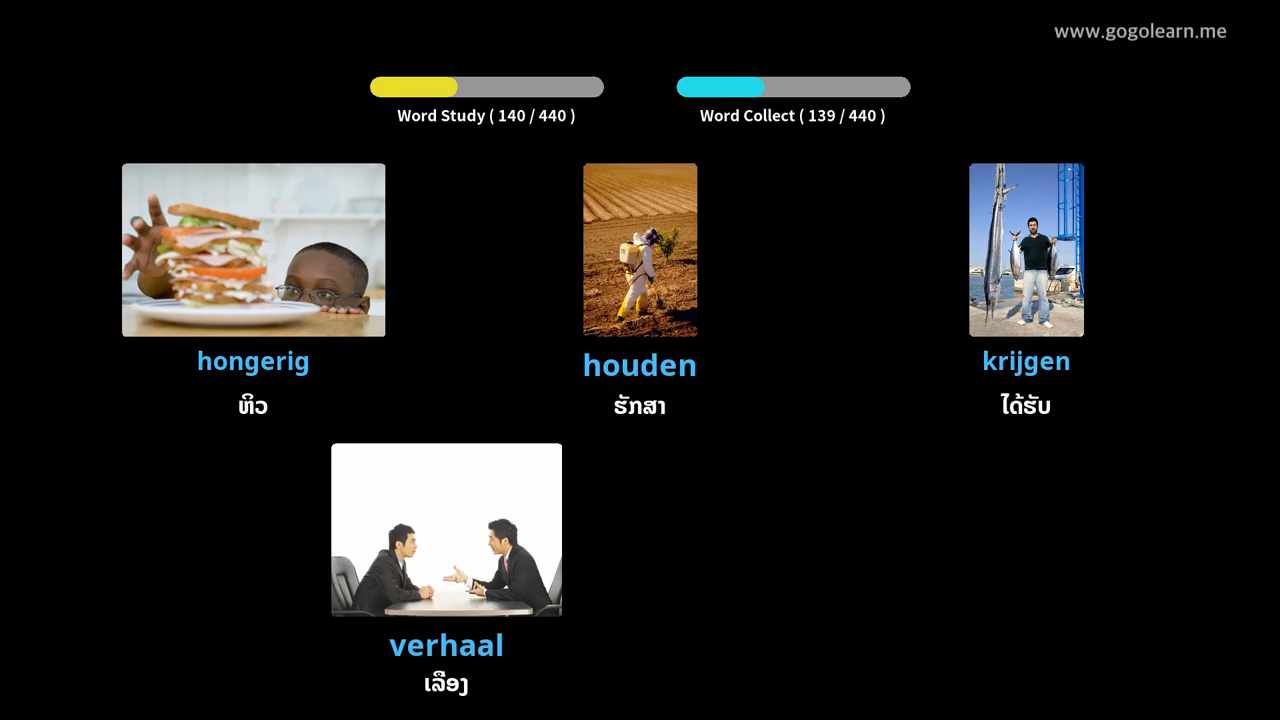 www.gogolearn.me
Word Study ( 140 / 440 )
Word Collect ( 139 / 440 )
hongerig
houden
krijgen
ຫິວ
ຮັກສາ
ໄດ້ຮັບ
verhaal
ເລື່ອງ